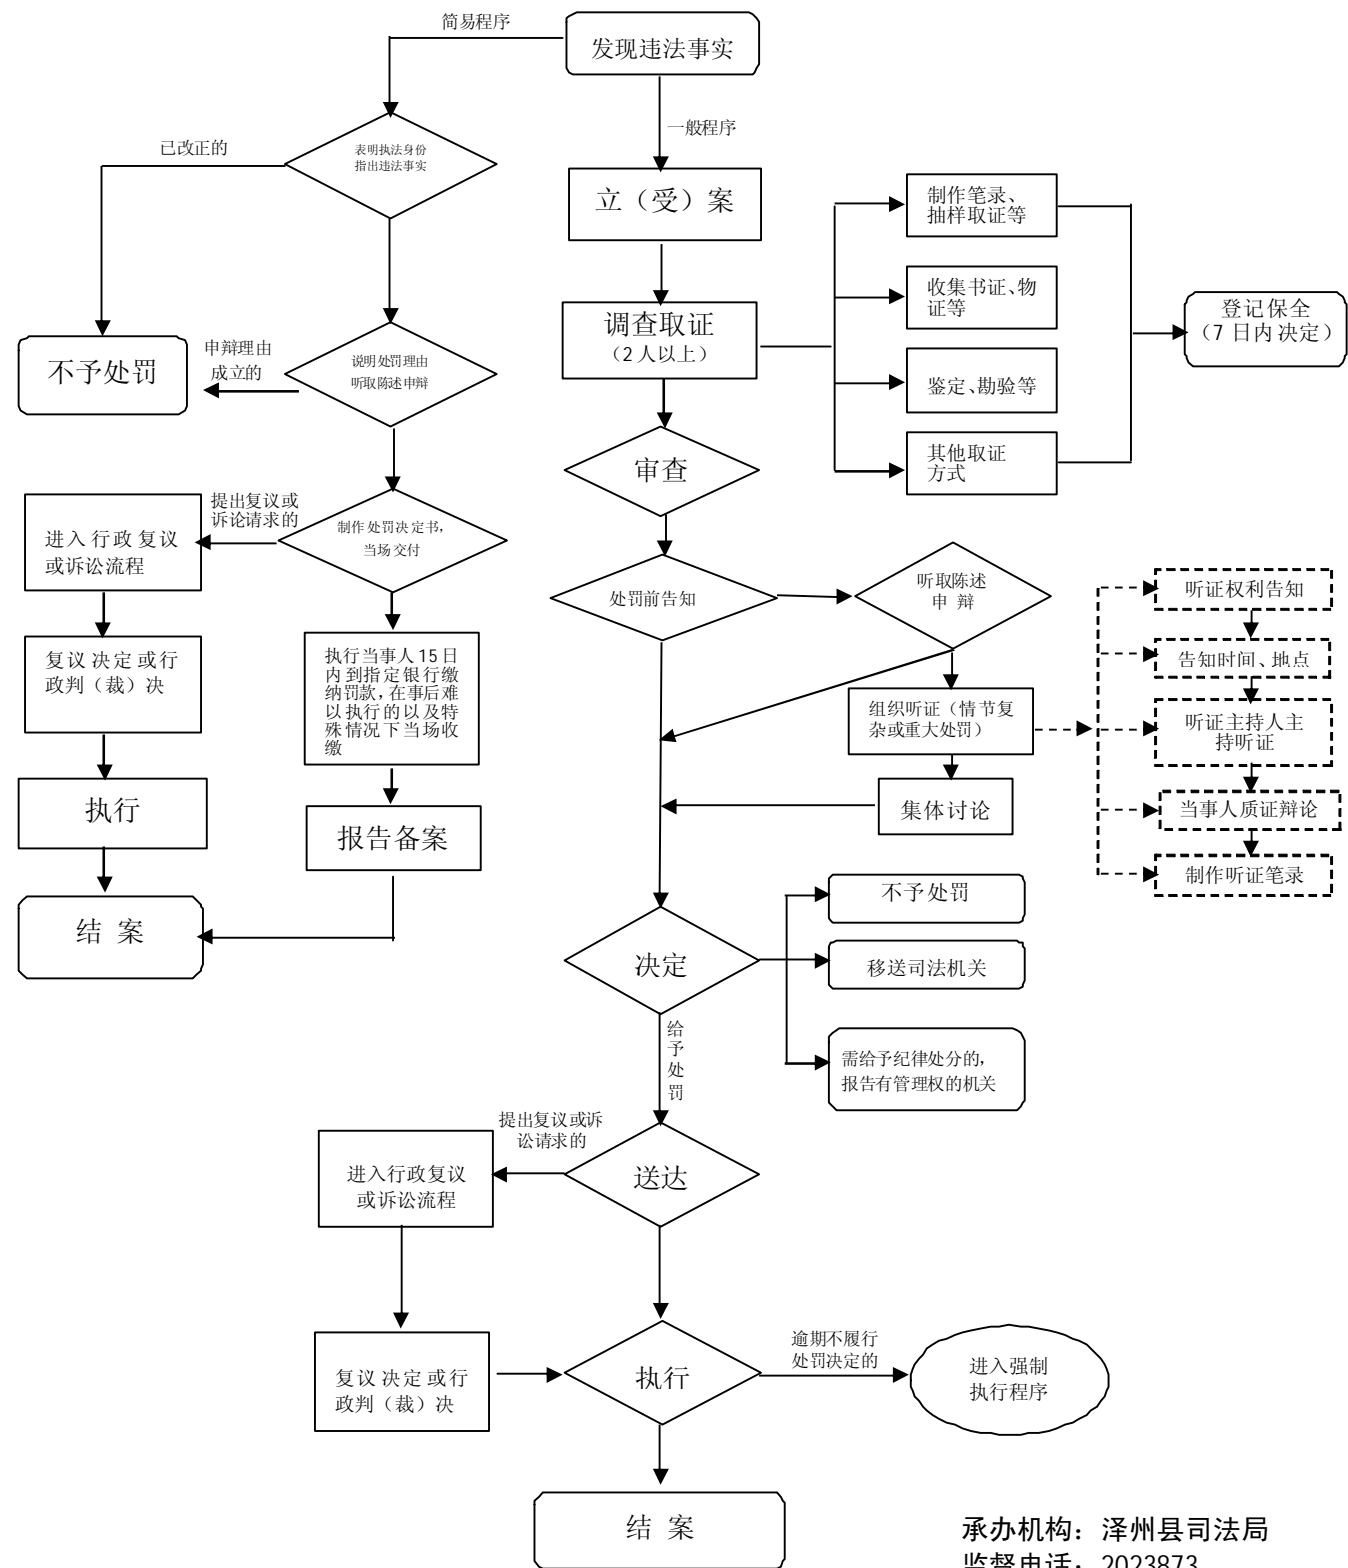 简易程序
发现违法事实
一般程序
已改正的
表明执法身份
指出违法事实
立（受）案
制作笔录、
抽样取证等
收集书证、物
证等
登记保全
（7日内决定）
调查取证
（2人以上）
鉴定、勘验等
其他取证
方式
不予处罚
申辩理由
成立的
说明处罚理由
听取陈述申辩
审查
提出复议或
诉论请求的
进入行政复议
或诉讼流程
制作处罚决定书，
当场交付
处罚前告知
听取陈述
申 辩
听证权利告知
告知时间、地点
听证主持人主
持听证
当事人质证辩论
制作听证笔录
复议决定或行
政判（裁）决
执行当事人15日
内到指定银行缴
纳罚款，在事后难
以执行的以及特
殊情况下当场收
缴
组织听证（情节复
杂或重大处罚）
集体讨论
执行
报告备案
结 案
不予处罚
决定
移送司法机关
给
予
处
罚
需给予纪律处分的，
报告有管理权的机关
提出复议或诉
讼请求的
进入行政复议
或诉讼流程
送达
复议决定或行
政判（裁）决
执行
逾期不履行
处罚决定的
进入强制
执行程序
结 案
承办机构：泽州县司法局
监督电话：2023873